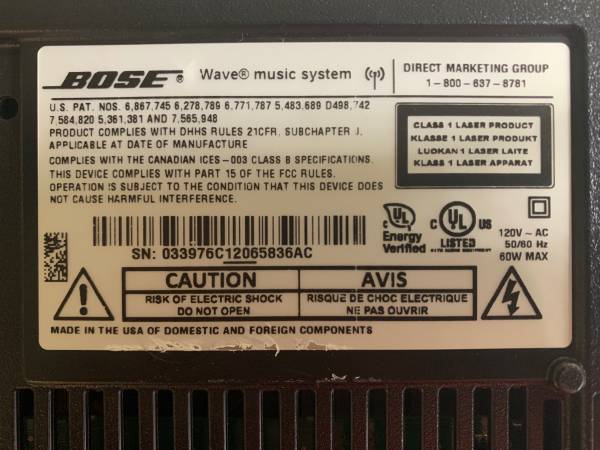 BOSE® Wave® music system
DIRECT MARKETING GROUP
1-800-637-8781
U.S. PAT. NOS. 6,867,745 6,278,789 6,771,787 5,483,689 D498,742
7,584,820 5,361,381 AND 7,565,948
PRODUCT COMPLIES WITH DHHS RULES 21CFR, SUBCHAPTER J,
APPLICABLE AT DATE OF MANUFACTURE
COMPLIES WITH THE CANADIAN ICES-003 CLASS B SPECIFICATIONS.
THIS DEVICE COMPLIES WITH PART 15 OF THE FCC RULES.
OPERATION IS SUBJECT TO THE CONDITION THAT THIS DEVICE DOES
NOT CAUSE HARMFUL INTERFERENCE.
CLASS 1 LASER PRODUCT
KLASSE 1 LASER PRODUKT
LUOKAN 1 LASER LAITE
KLASS 1 LASER APPARAT
c UL
Energy
Verified
c UL US
LISTED
120V ~ AC
50/60 Hz
60W MAX
SN: 033976C12065836AC
CAUTION
RISK OF ELECTRIC SHOCK
DO NOT OPEN
AVIS
RISQUE DE CHOC ELECTRIQUE
NE PAS OUVRIR
MADE IN THE USA OF DOMESTIC AND FOREIGN COMPONENTS